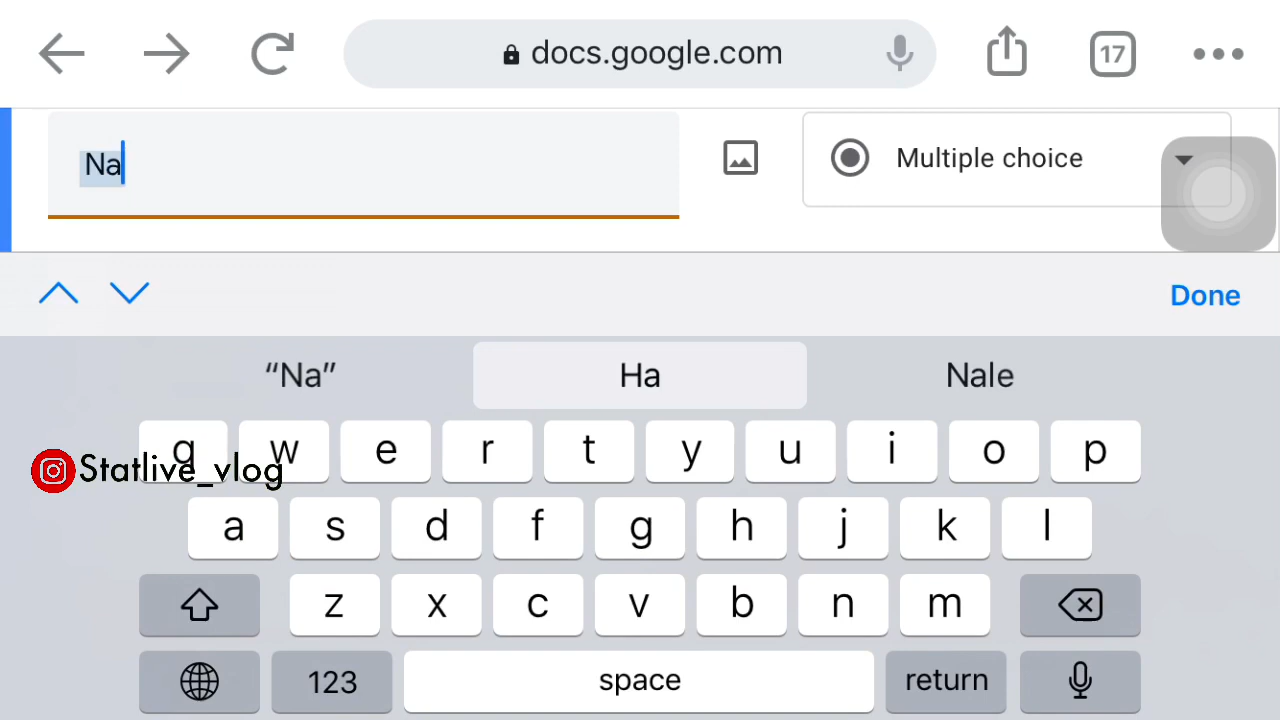 docs.google.com
17
Na
Multiple choice
Done
“Na” Ha Nale
q w e r t y u i o p
Statlive_vlog
a s d f g h j k l
z x c v b n m
123 space return